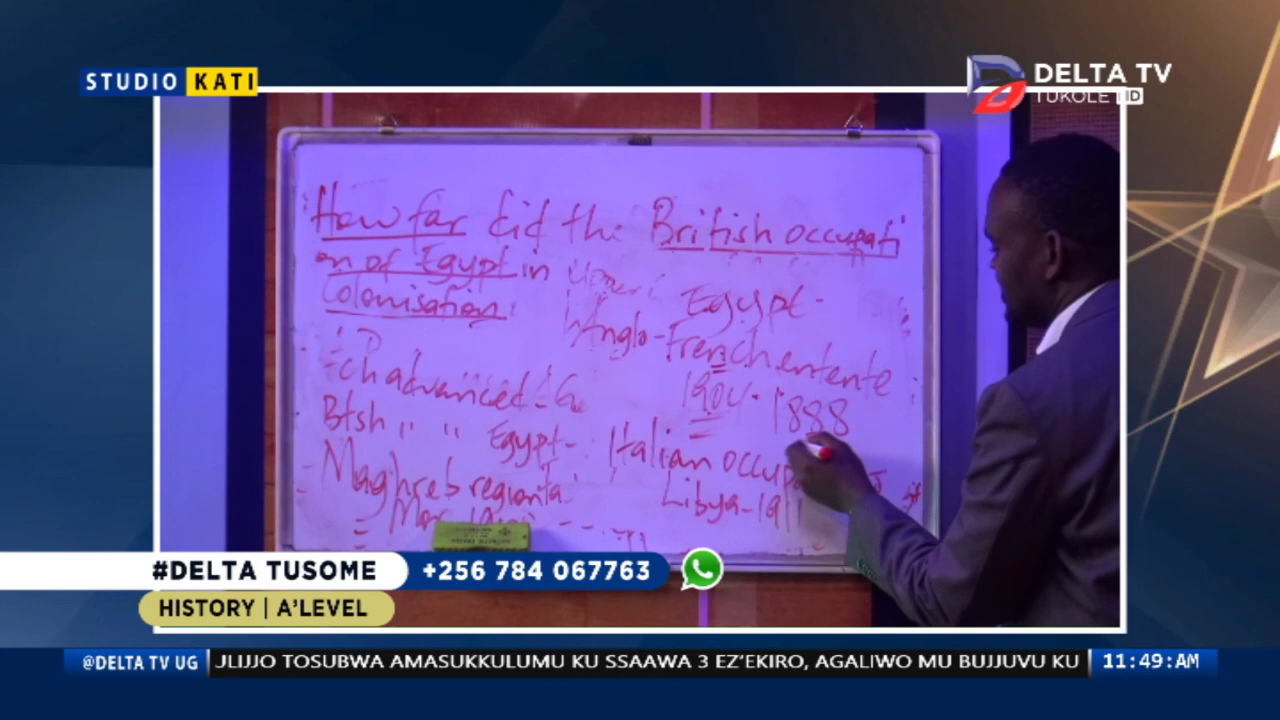 STUDIO KATI
DELTA TV
TUKOLE HD
How far did the British occupati
on of Egypt in
Colonisation
Egypt-
Anglo-French entente
1904. 1888
Fch advanced -
Btsh " " Egypt-
Italian occup
Maghreb region
Libya-1911
#DELTA TUSOME
+256 784 067763
HISTORY | A'LEVEL
@DELTA TV UG
JLIJJO TOSUBWA AMASUKKULUMU KU SSAAWA 3 EZ'EKIRO, AGALIWO MU BUJJUVU KU
11:49:AM